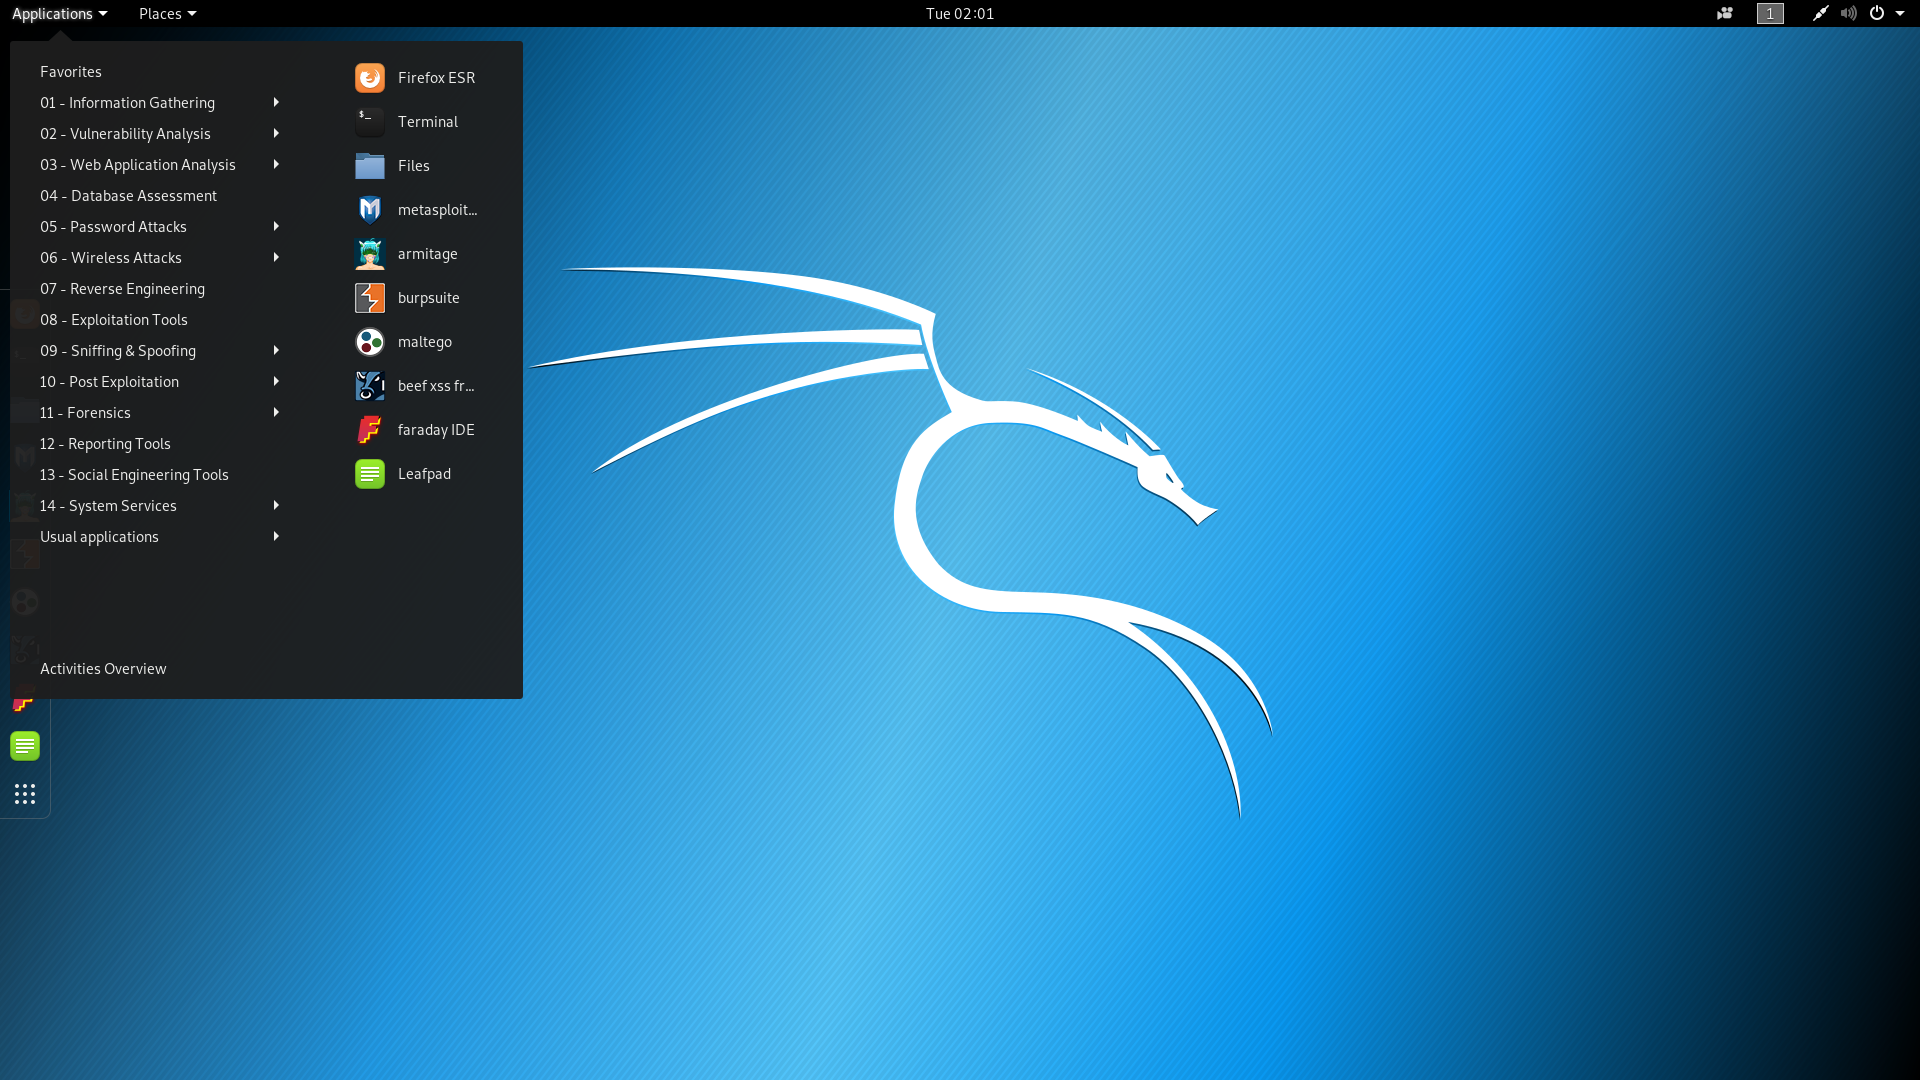 Applications Places Tue 02:01 1
Favorites
01 - Information Gathering
02 - Vulnerability Analysis
03 - Web Application Analysis
04 - Database Assessment
05 - Password Attacks
06 - Wireless Attacks
07 - Reverse Engineering
08 - Exploitation Tools
09 - Sniffing & Spoofing
10 - Post Exploitation
11 - Forensics
12 - Reporting Tools
13 - Social Engineering Tools
14 - System Services
Usual applications
Activities Overview
Firefox ESR
$_ Terminal
Files
metasploit...
armitage
burpsuite
maltego
beef xss fr...
faraday IDE
Leafpad